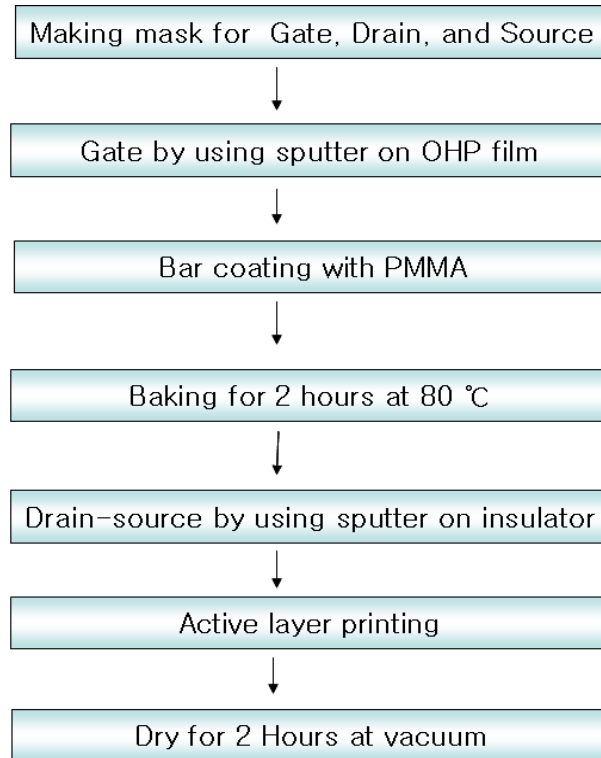 Making mask for Gate, Drain, and Source
Gate by using sputter on OHP film
Bar coating with PMMA
Baking for 2 hours at 80 ℃
Drain-source by using sputter on insulator
Active layer printing
Dry for 2 Hours at vacuum